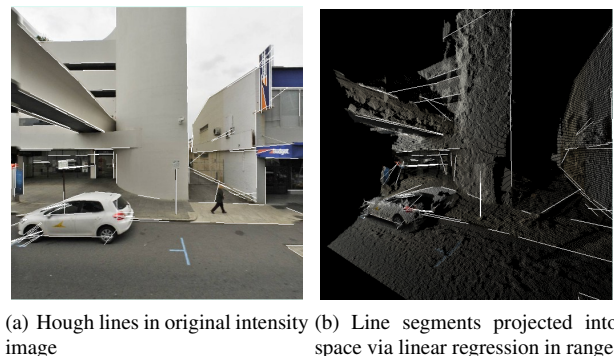 (a) Hough lines in original intensity
image
(b) Line segments projected into
space via linear regression in range